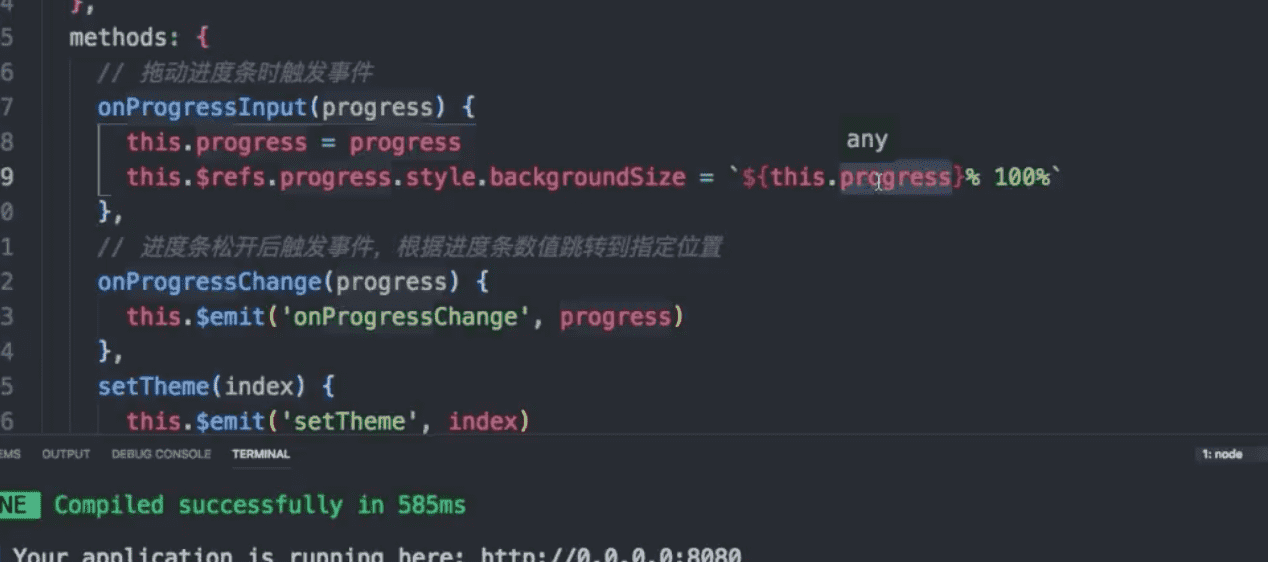 4 },
5 methods: {
6 // 拖动进度条时触发事件
7 onProgressInput(progress) {
8 this.progress = progress
any
9 this.$refs.progress.style.backgroundSize = `${this.progress}% 100%`
0 },
1 // 进度条松开后触发事件，根据进度条数值跳转到指定位置
2 onProgressChange(progress) {
3 this.$emit('onProgressChange', progress)
4 },
5 setTheme(index) {
6 this.$emit('setTheme', index)
EMS OUTPUT DEBUG CONSOLE TERMINAL 1: node
NE Compiled successfully in 585ms
Your application is running here: http://0.0.0.0:8080